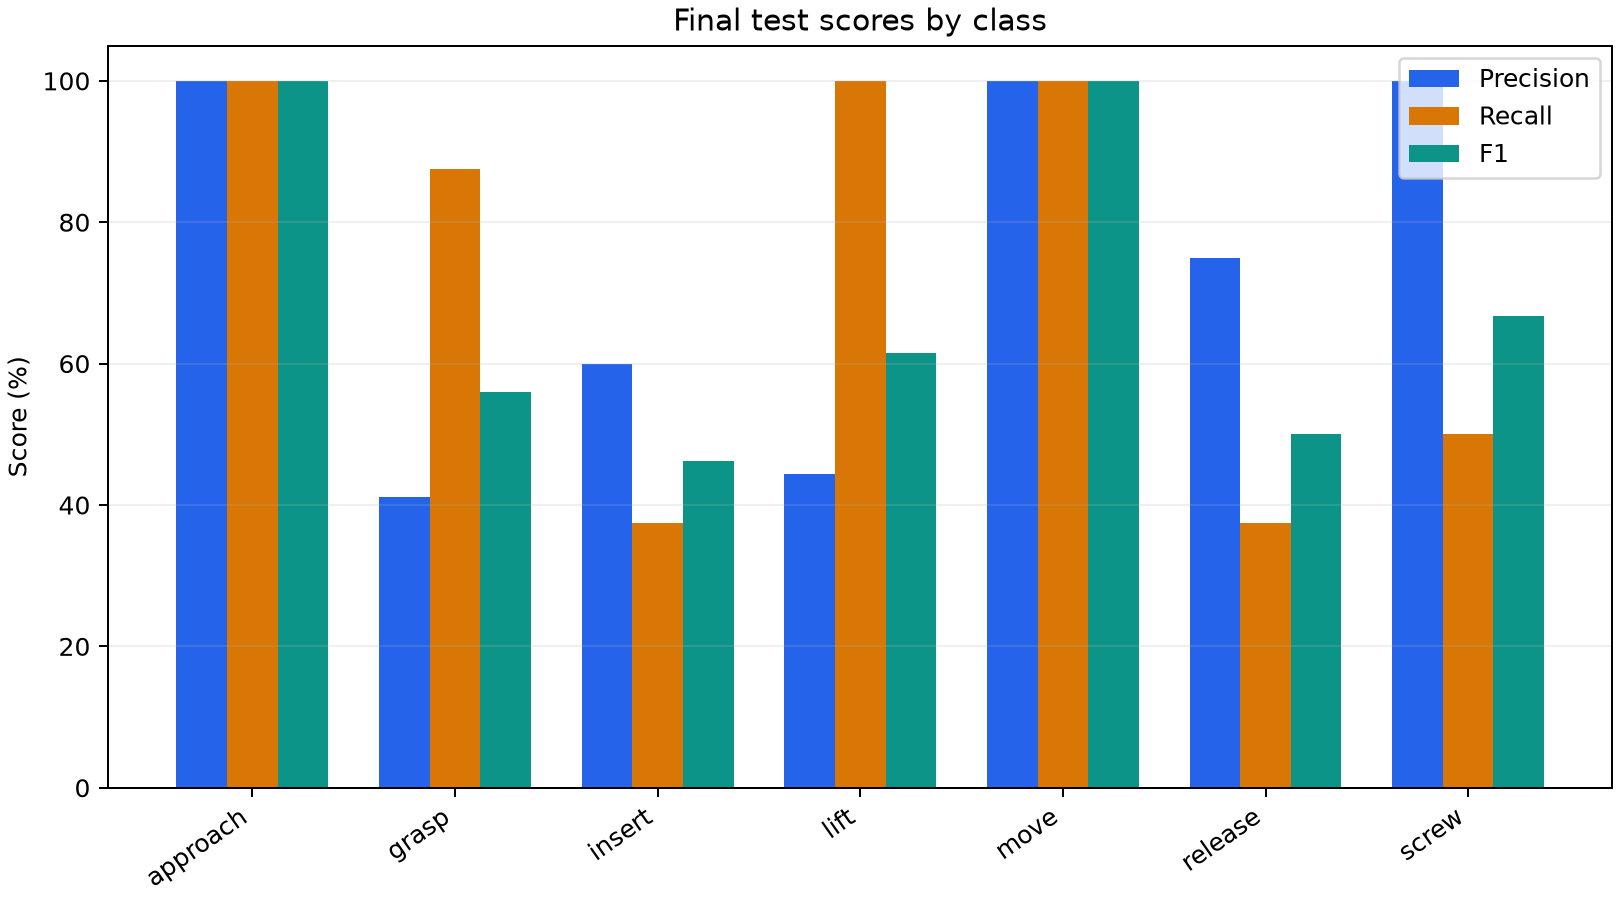 Final test scores by class
Precision
Recall
F1
Score (%)
100
80
60
40
20
0
approach
grasp
insert
lift
move
release
screw